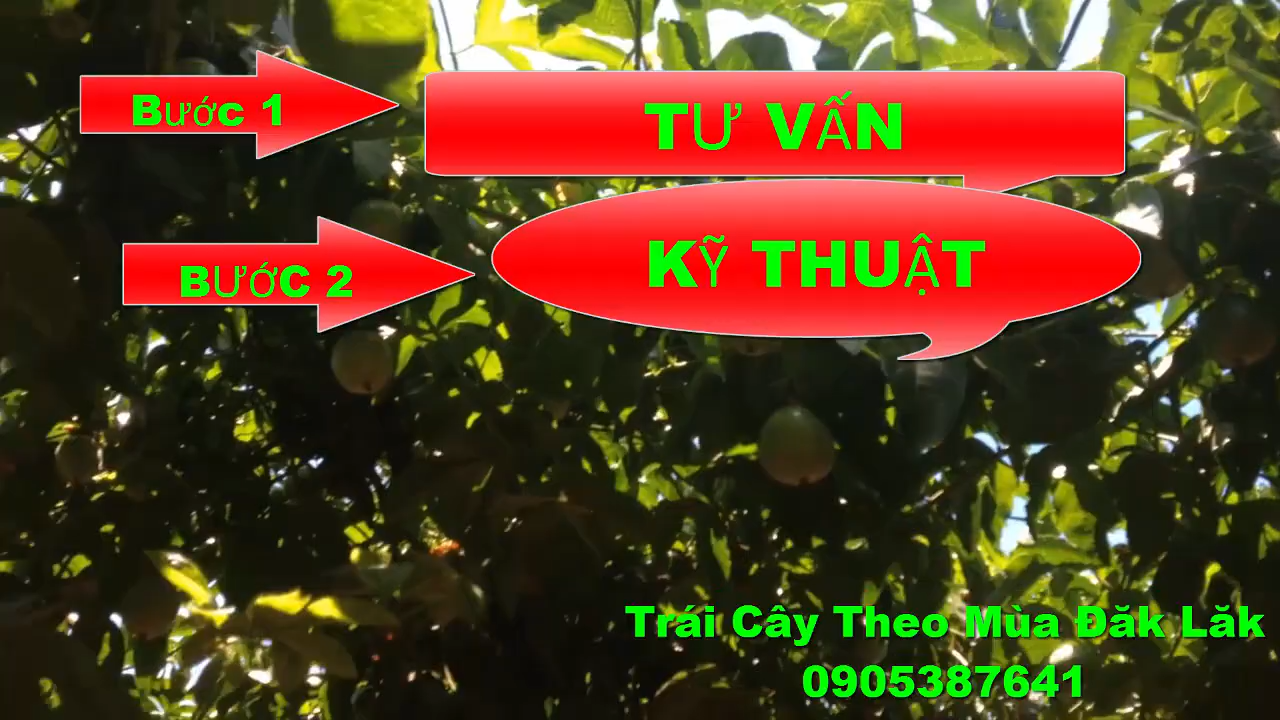 Bước 1
TƯ VẤN
BƯớC 2
KỸ THUẬT
Trái Cây Theo Mùa Đăk Lăk
0905387641